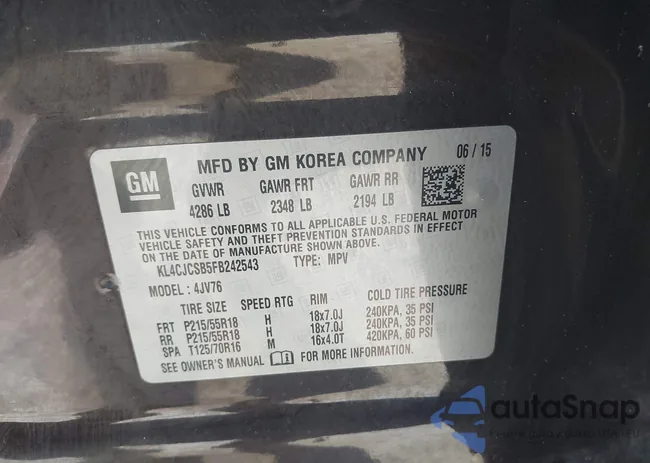 GM
MFD BY GM KOREA COMPANY 06 / 15
GVWR GAWR FRT GAWR RR
4286 LB 2348 LB 2194 LB
THIS VEHICLE CONFORMS TO ALL APPLICABLE U.S. FEDERAL MOTOR
VEHICLE SAFETY AND THEFT PREVENTION STANDARDS IN EFFECT
ON THE DATE OF MANUFACTURE SHOWN ABOVE.
KL4CJCSB5FB242543 TYPE: MPV
MODEL : 4JV76
TIRE SIZE SPEED RTG RIM COLD TIRE PRESSURE
FRT P215/55R18 H 18x7.0J 240KPA, 35 PSI
RR P215/55R18 H 18x7.0J 240KPA, 35 PSI
SPA T125/70R16 M 16x4.0T 420KPA, 60 PSI
SEE OWNER'S MANUAL FOR MORE INFORMATION.
autaSnap